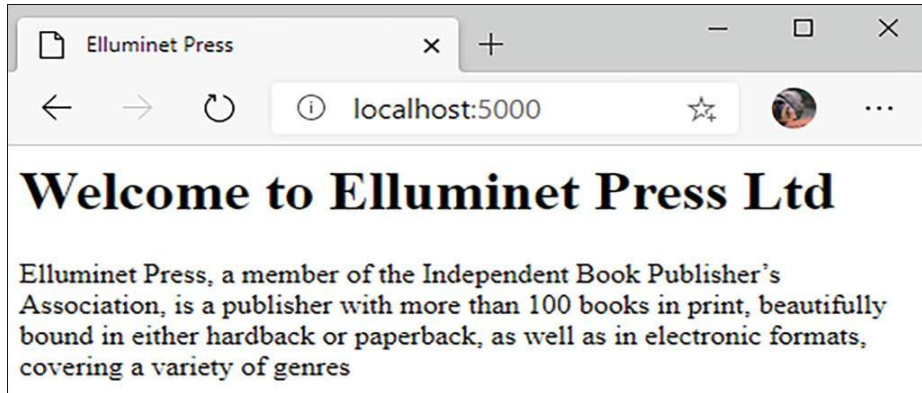 Elluminet Press
localhost:5000
Welcome to Elluminet Press Ltd
Elluminet Press, a member of the Independent Book Publisher’s
Association, is a publisher with more than 100 books in print, beautifully
bound in either hardback or paperback, as well as in electronic formats,
covering a variety of genres